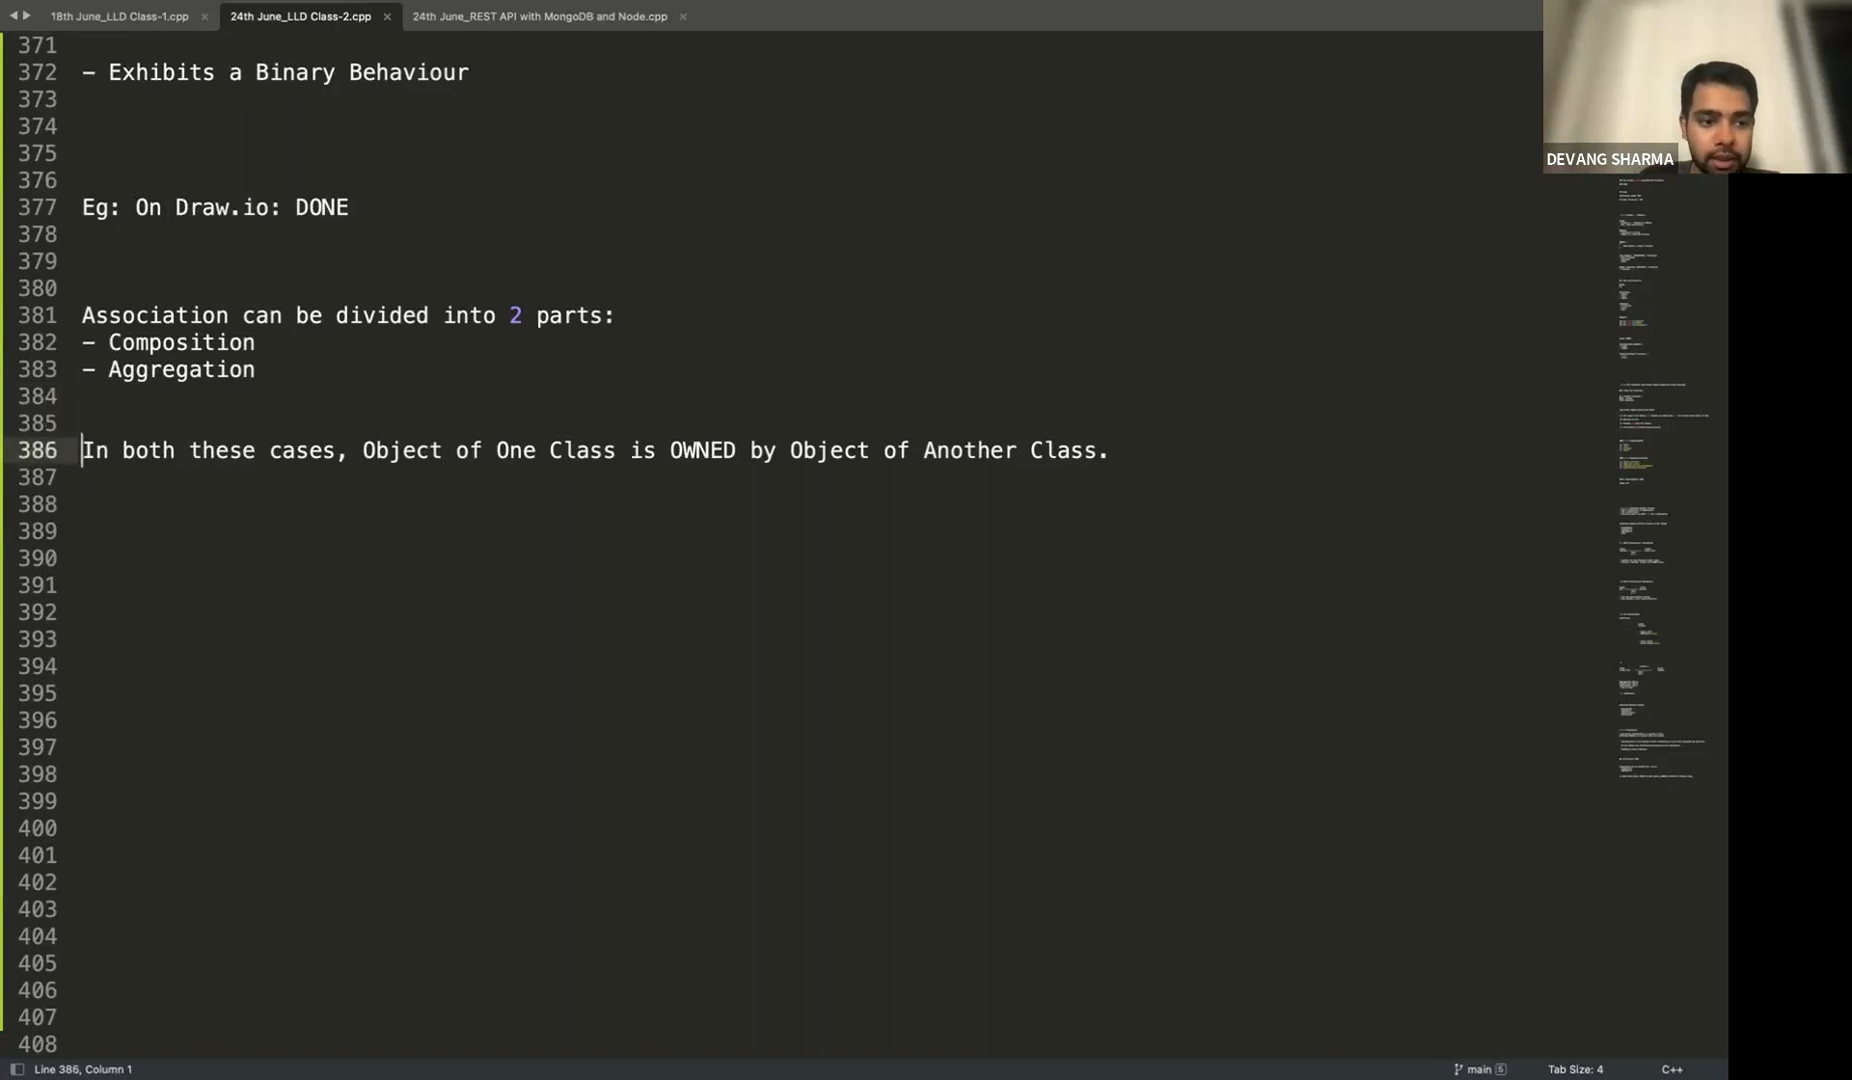 18th June_LLD Class-1.cpp
24th June_LLD Class-2.cpp
24th June_REST API with MongoDB and Node.cpp
DEVANG SHARMA
371
372 - Exhibits a Binary Behaviour
373
374
375
376
377 Eg: On Draw.io: DONE
378
379
380
381 Association can be divided into 2 parts:
382 - Composition
383 - Aggregation
384
385
386 In both these cases, Object of One Class is OWNED by Object of Another Class.
387
388
389
390
391
392
393
394
395
396
397
398
399
400
401
402
403
404
405
406
407
408
Line 386, Column 1
main 5
Tab Size: 4
C++